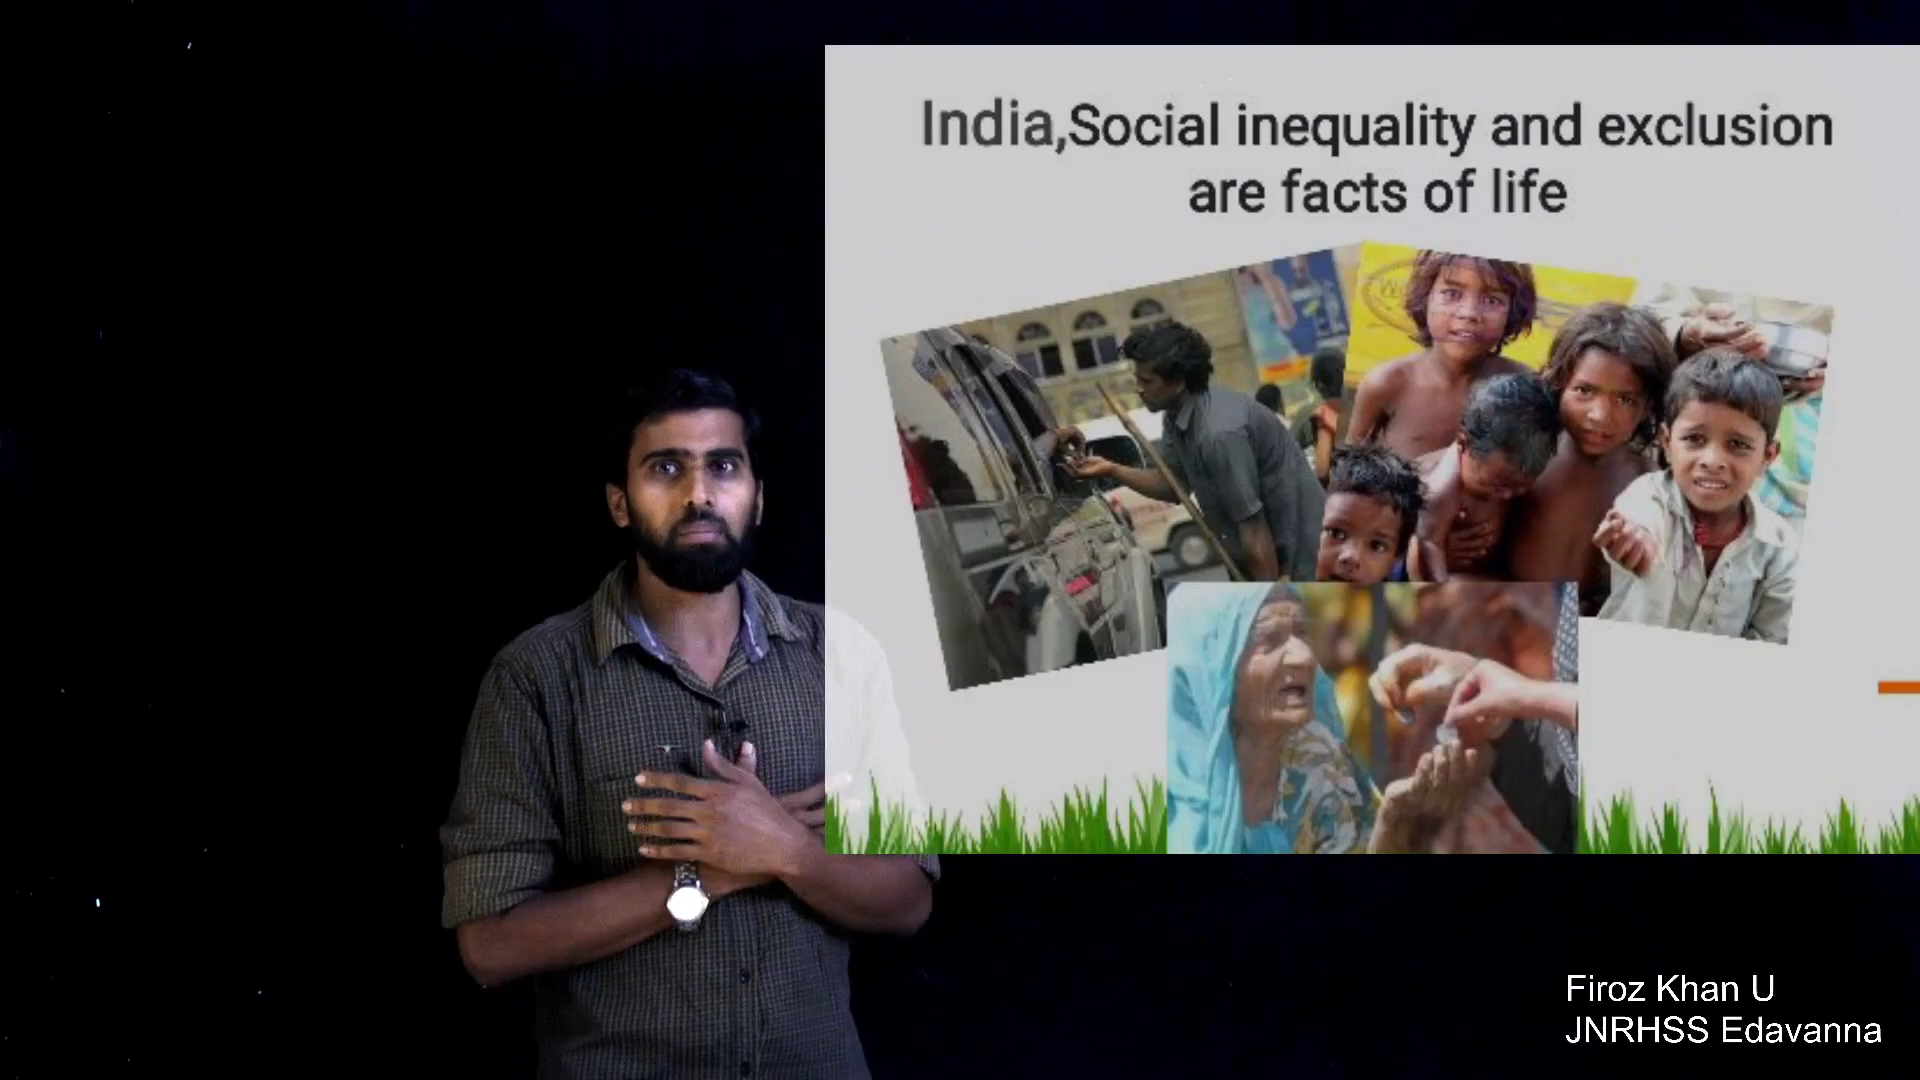 India,Social inequality and exclusion
are facts of life
Firoz Khan U
JNRHSS Edavanna